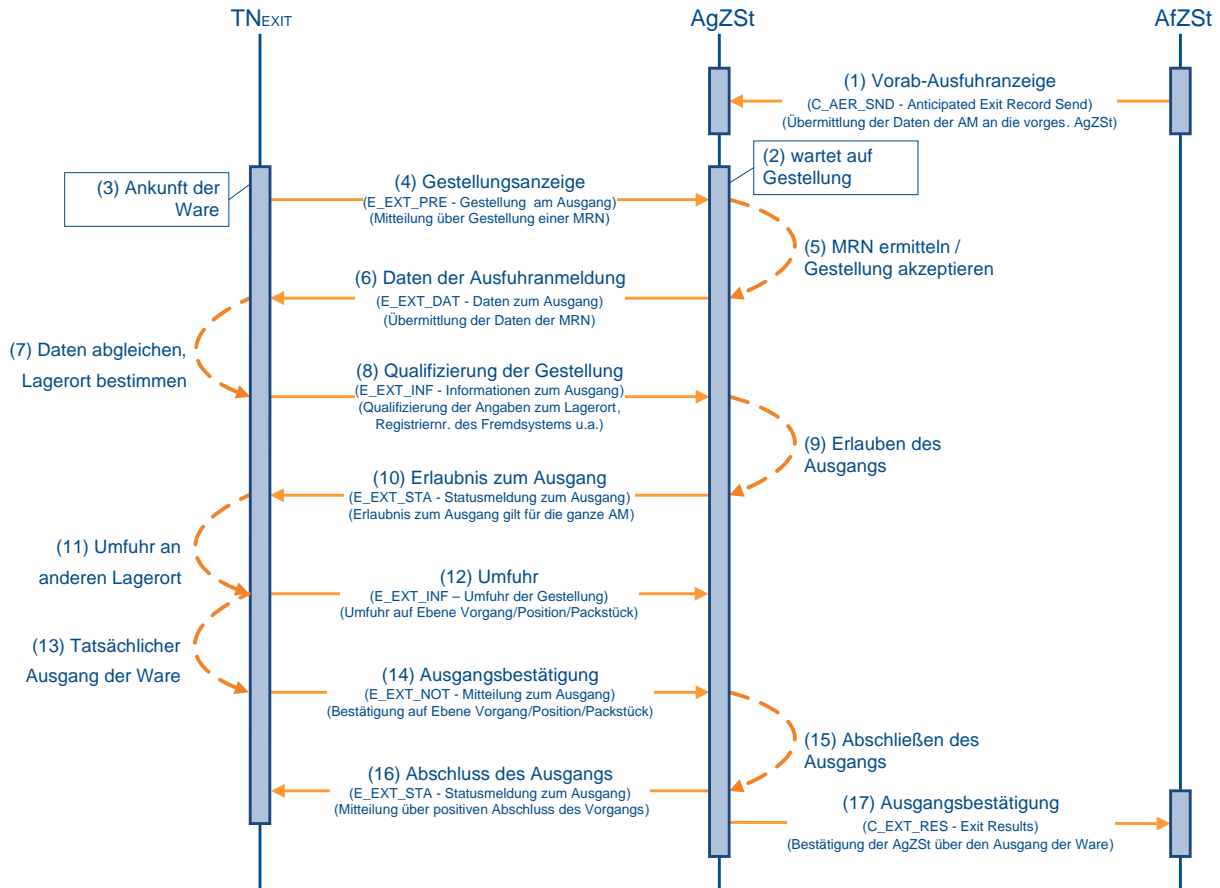 TNEXIT
AgZSt
AfZSt
(1) Vorab-Ausfuhranzeige
(C_AER_SND - Anticipated Exit Record Send)
(Übermittlung der Daten der AM an die vorges. AgZSt)
(2) wartet auf
Gestellung
(3) Ankunft der
Ware
(4) Gestellungsanzeige
(E_EXT_PRE - Gestellung am Ausgang)
(Mitteilung über Gestellung einer MRN)
(5) MRN ermitteln /
Gestellung akzeptieren
(6) Daten der Ausfuhranmeldung
(E_EXT_DAT - Daten zum Ausgang)
(Übermittlung der Daten der MRN)
(7) Daten abgleichen,
Lagerort bestimmen
(8) Qualifizierung der Gestellung
(E_EXT_INF - Informationen zum Ausgang)
(Qualifizierung der Angaben zum Lagerort,
Registriernr. des Fremdsystems u.a.)
(9) Erlauben des
Ausgangs
(10) Erlaubnis zum Ausgang
(E_EXT_STA - Statusmeldung zum Ausgang)
(Erlaubnis zum Ausgang gilt für die ganze AM)
(11) Umfuhr an
anderen Lagerort
(12) Umfuhr
(E_EXT_INF – Umfuhr der Gestellung)
(Umfuhr auf Ebene Vorgang/Position/Packstück)
(13) Tatsächlicher
Ausgang der Ware
(14) Ausgangsbestätigung
(E_EXT_NOT - Mitteilung zum Ausgang)
(Bestätigung auf Ebene Vorgang/Position/Packstück)
(15) Abschließen des
Ausgangs
(16) Abschluss des Ausgangs
(E_EXT_STA - Statusmeldung zum Ausgang)
(Mitteilung über positiven Abschluss des Vorgangs)
(17) Ausgangsbestätigung
(C_EXT_RES - Exit Results)
(Bestätigung der AgZSt über den Ausgang der Ware)